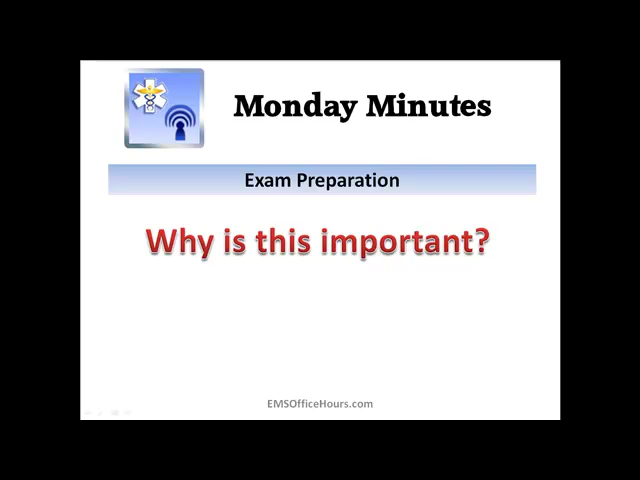 Monday Minutes
Exam Preparation
Why is this important?
EMSOfficeHours.com